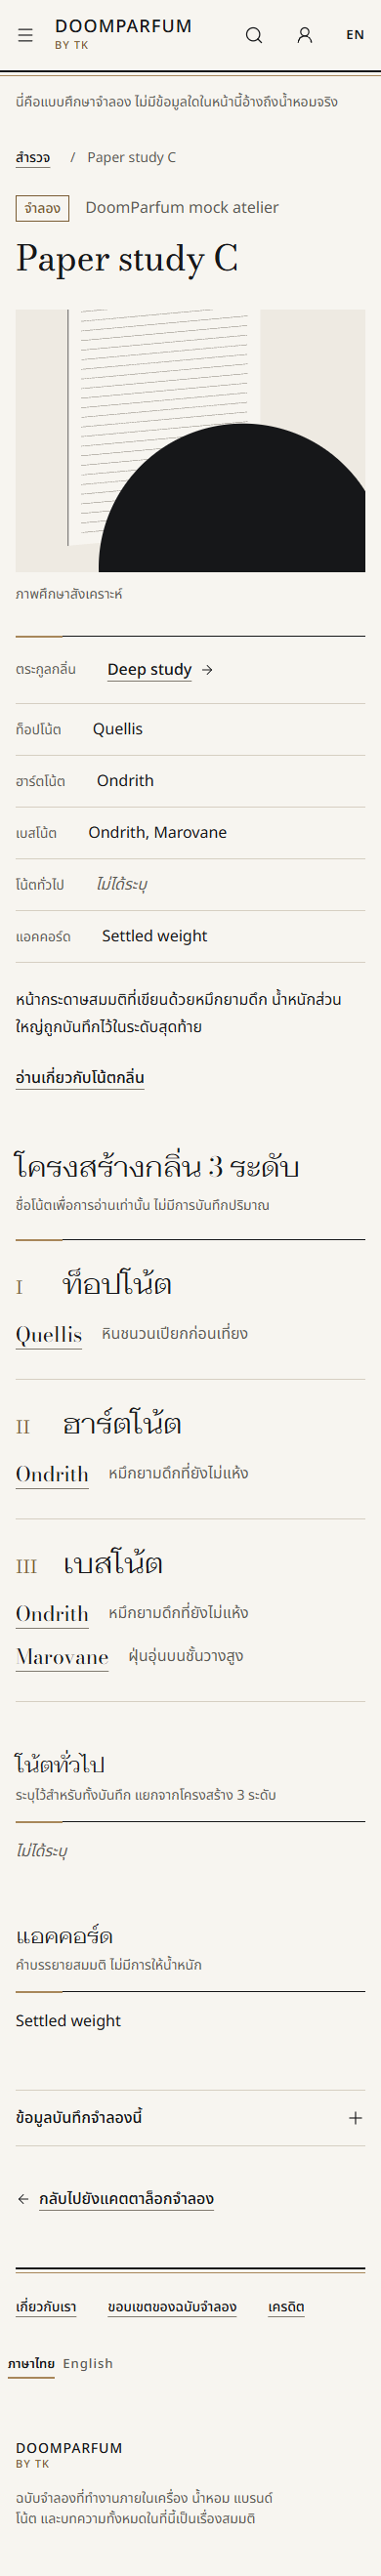 DOOMPARFUM
BY TK
EN
นี่คือแบบศึกษาจำลอง ไม่มีข้อมูลใดในหน้านี้อ้างถึงน้ำหอมจริง
สำรวจ / Paper study C
จำลอง DoomParfum mock atelier
Paper study C
ภาพศึกษาสังเคราะห์
ตระกูลกลิ่น Deep study →
ท็อปโน้ต Quellis
ฮาร์ตโน้ต Ondrith
เบสโน้ต Ondrith, Marovane
โน้ตทั่วไป ไม่ได้ระบุ
แอคคอร์ด Settled weight
หน้ากระดาษสมมติที่เขียนด้วยหมึกยามดึก น้ำหนักส่วน
ใหญ่ถูกบันทึกไว้ในระดับสุดท้าย
อ่านเกี่ยวกับโน้ตกลิ่น
โครงสร้างกลิ่น 3 ระดับ
ชื่อโน้ตเพื่อการอ่านเท่านั้น ไม่มีการบันทึกปริมาณ
I ท็อปโน้ต
Quellis หินชนวนเปียกก่อนเที่ยง
II ฮาร์ตโน้ต
Ondrith หมึกยามดึกที่ยังไม่แห้ง
III เบสโน้ต
Ondrith หมึกยามดึกที่ยังไม่แห้ง
Marovane ฝุ่นอุ่นบนชั้นวางสูง
โน้ตทั่วไป
ระบุไว้สำหรับทั้งบันทึก แยกจากโครงสร้าง 3 ระดับ
ไม่ได้ระบุ
แอคคอร์ด
คำบรรยายสมมติ ไม่มีการให้น้ำหนัก
Settled weight
ข้อมูลบันทึกจำลองนี้ +
← กลับไปยังแคตตาล็อกจำลอง
เกี่ยวกับเรา ขอบเขตของฉบับจำลอง เครดิต
ภาษาไทย English
DOOMPARFUM
BY TK
ฉบับจำลองที่ทำงานภายในเครื่อง น้ำหอม แบรนด์
โน้ต และบทความทั้งหมดในที่นี้เป็นเรื่องสมมติ